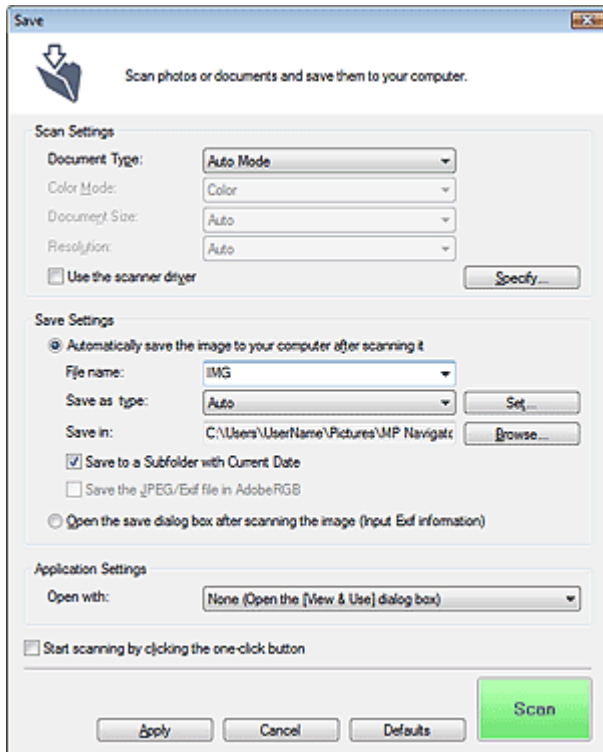 Save
Scan photos or documents and save them to your computer.
Scan Settings
Document Type: Auto Mode
Color Mode: Color
Document Size: Auto
Resolution: Auto
Use the scanner driver Specify...
Save Settings
Automatically save the image to your computer after scanning it
File name: IMG
Save as type: Auto Set...
Save in: C:\Users\UserName\Pictures\MP Navigato Browse...
Save to a Subfolder with Current Date
Save the JPEG/Exif file in AdobeRGB
Open the save dialog box after scanning the image (Input Exif information)
Application Settings
Open with: None (Open the [View & Use] dialog box)
Start scanning by clicking the one-click button
Apply Cancel Defaults Scan